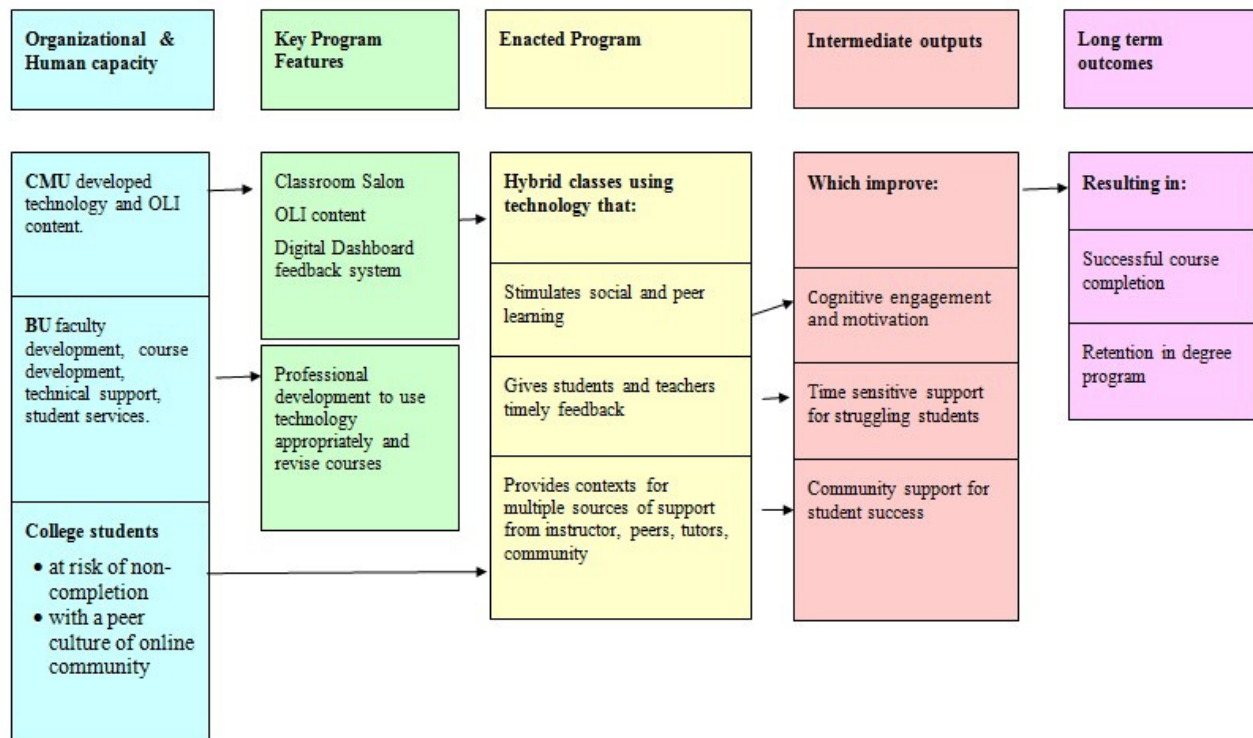 Organizational &
Human capacity
Key Program
Features
Enacted Program
Intermediate outputs
Long term
outcomes
CMU developed
technology and OLI
content.
BU faculty
development, course
development,
technical support,
student services.
College students
• at risk of non-
completion
• with a peer
culture of online
community
Classroom Salon
OLI content
Digital Dashboard
feedback system
Professional
development to use
technology
appropriately and
revise courses
Hybrid classes using
technology that:
Stimulates social and peer
learning
Gives students and teachers
timely feedback
Provides contexts for
multiple sources of support
from instructor, peers, tutors,
community
Which improve:
Cognitive engagement
and motivation
Time sensitive support
for struggling students
Community support for
student success
Resulting in:
Successful course
completion
Retention in degree
program